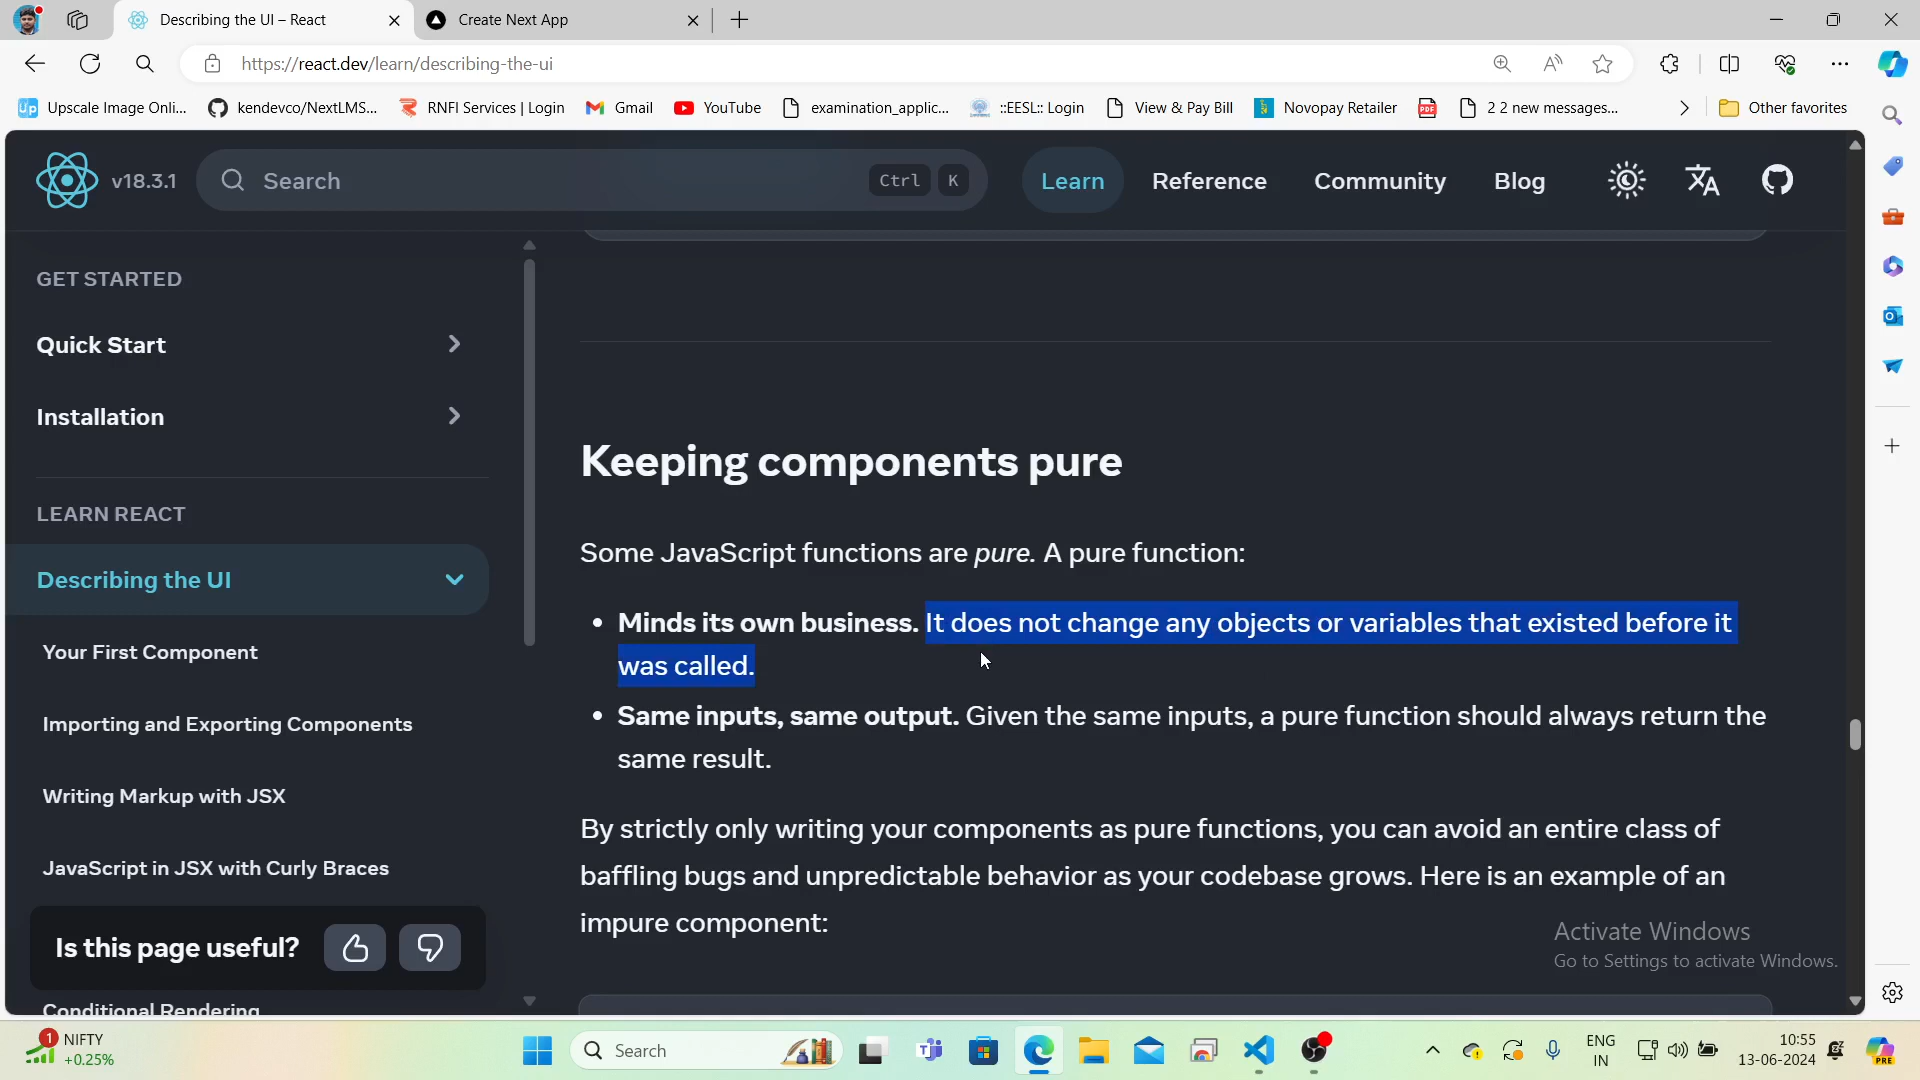 Describing the UI – React
Create Next App
https://react.dev/learn/describing-the-ui
Upscale Image Onli...
kendevco/NextLMS...
RNFI Services | Login
Gmail
YouTube
examination_applic...
::EESL:: Login
View & Pay Bill
Novopay Retailer
PDF
2 2 new messages...
Other favorites
v18.3.1
Search
Ctrl K
Learn
Reference
Community
Blog
GET STARTED
Quick Start
Installation
LEARN REACT
Describing the UI
Your First Component
Importing and Exporting Components
Writing Markup with JSX
JavaScript in JSX with Curly Braces
Conditional Rendering
Is this page useful?
Keeping components pure
Some JavaScript functions are pure. A pure function:
• Minds its own business. It does not change any objects or variables that existed before it
was called.
• Same inputs, same output. Given the same inputs, a pure function should always return the
same result.
By strictly only writing your components as pure functions, you can avoid an entire class of
baffling bugs and unpredictable behavior as your codebase grows. Here is an example of an
impure component:
Activate Windows
Go to Settings to activate Windows.
1
NIFTY
+0.25%
Search
ENG
IN
10:55
13-06-2024
PRE